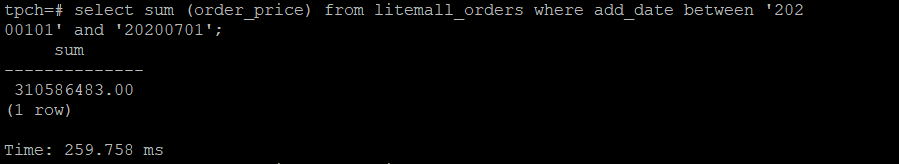 tpch=# select sum (order_price) from litemall_orders where add_date between '202
00101' and '20200701';
sum
--------------
310586483.00
(1 row)
Time: 259.758 ms